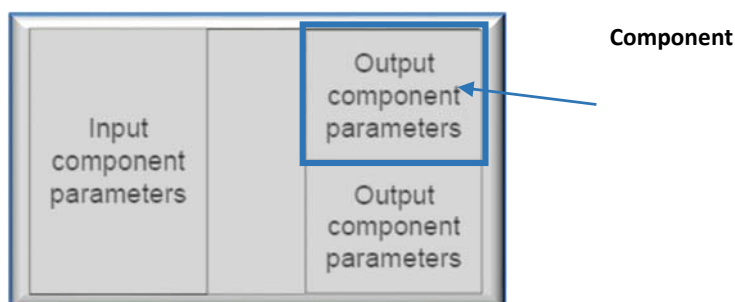 Component
Input
component
parameters
Output
component
parameters
Output
component
parameters